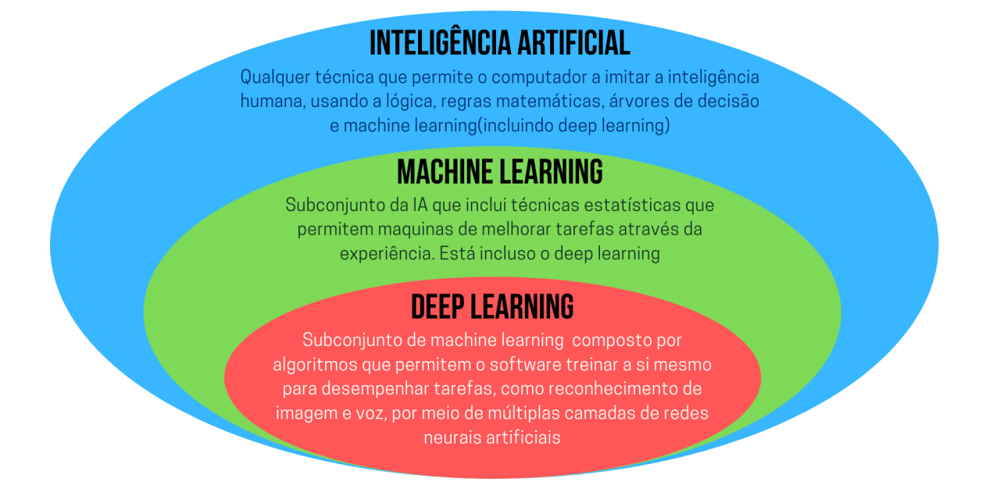 INTELIGÊNCIA ARTIFICIAL
Qualquer técnica que permite o computador a imitar a inteligência
humana, usando a lógica, regras matemáticas, árvores de decisão
e machine learning(incluindo deep learning)
MACHINE LEARNING
Subconjunto da IA que inclui técnicas estatísticas que
permitem maquinas de melhorar tarefas através da
experiência. Está incluso o deep learning
DEEP LEARNING
Subconjunto de machine learning  composto por
algoritmos que permitem o software treinar a si mesmo
para desempenhar tarefas, como reconhecimento de
imagem e voz, por meio de múltiplas camadas de redes
neurais artificiais